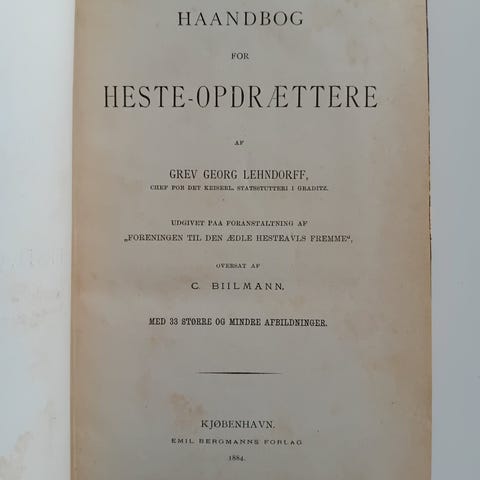 HAANDBOG
FOR
HESTE-OPDRÆTTERE
AF
GREV GEORG LEHNDORFF,
CHEF FOR DET KEISERL. STATSSTUTTERI I GRADITZ.
UDGIVET PAA FORANSTALTNING AF
„FORENINGEN TIL DEN ÆDLE HESTEAVLS FREMME“,
OVERSAT AF
C. BIILMANN.
MED 33 STØRRE OG MINDRE AFBILDNINGER.
KJØBENHAVN.
EMIL BERGMANNS FORLAG
1884.